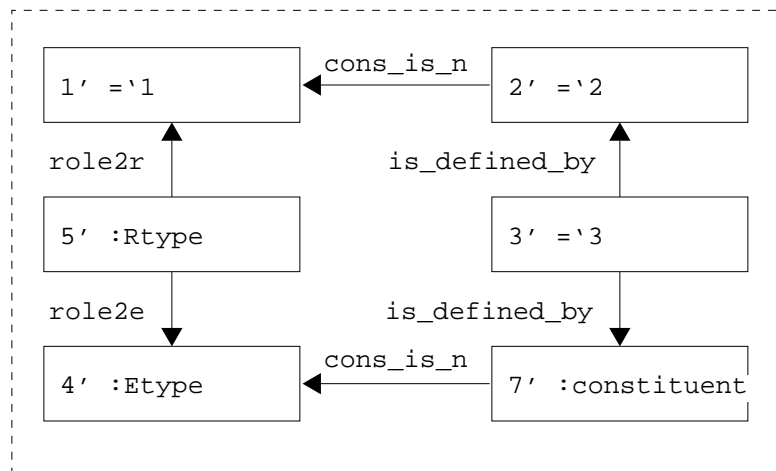 cons_is_n
1′ =‘1
2′ =‘2
role2r
is_defined_by
5′ :Rtype
3′ =‘3
role2e
is_defined_by
cons_is_n
4′ :Etype
7′ :constituent